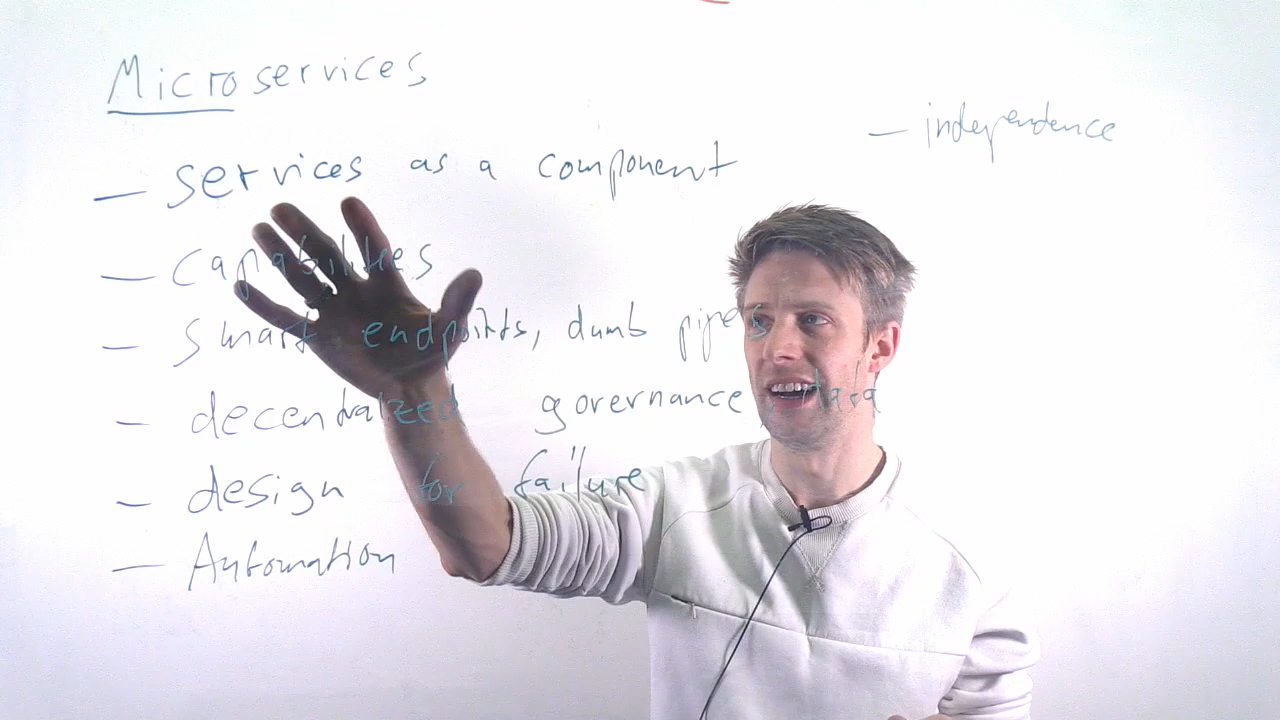 Microservices
– services as a component
– capabilities
– smart endpoints, dumb pipes
– decentralized governance, data
– design for failure
– Automation
– independence